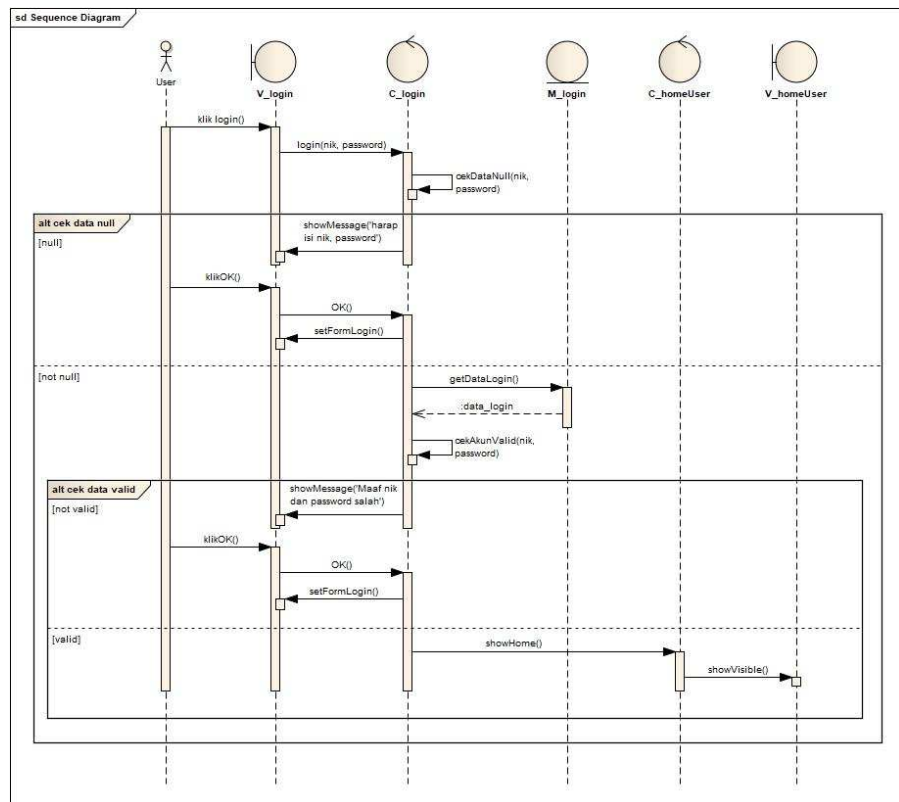 sd Sequence Diagram
User
V_login
C_login
M_login
C_homeUser
V_homeUser
klik login()
login(nik, password)
cekDataNull(nik,
password)
alt cek data null
[null]
showMessage('harap
isi nik, password')
klikOK()
OK()
setFormLogin()
[not null]
getDataLogin()
:data_login
cekAkunValid(nik,
password)
alt cek data valid
[not valid]
showMessage('Maaf nik
dan password salah')
klikOK()
OK()
setFormLogin()
[valid]
showHome()
showVisible()